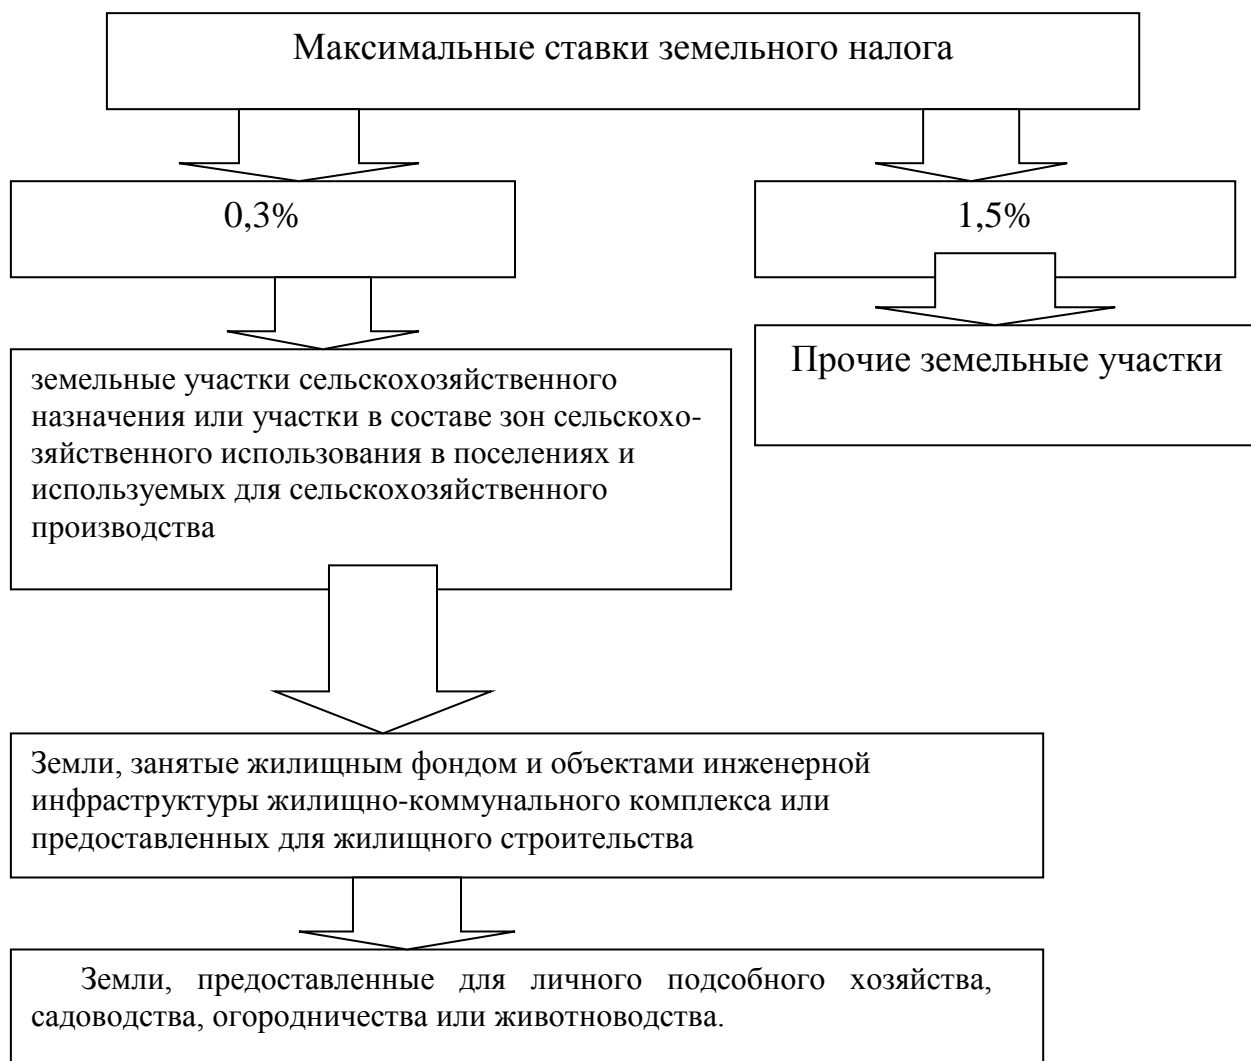 Максимальные ставки земельного налога
0,3%
1,5%
земельные участки сельскохозяйственного
назначения или участки в составе зон сельскохо-
зяйственного использования в поселениях и
используемых для сельскохозяйственного
производства
Прочие земельные участки
Земли, занятые жилищным фондом и объектами инженерной
инфраструктуры жилищно-коммунального комплекса или
предоставленных для жилищного строительства
Земли, предоставленные для личного подсобного хозяйства,
садоводства, огородничества или животноводства.